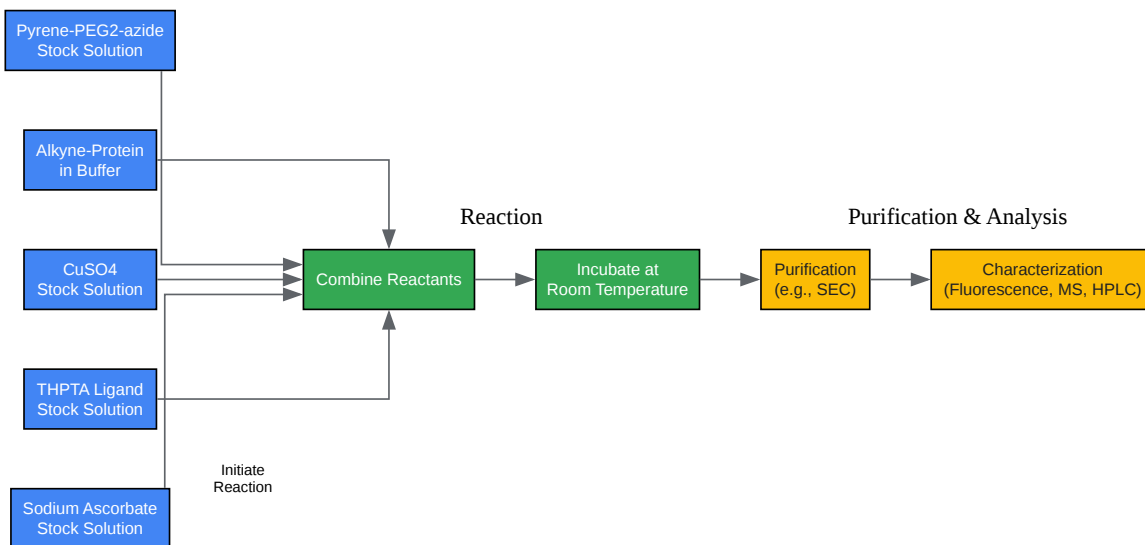 Pyrene-PEG2-azide
Stock Solution
Alkyne-Protein
in Buffer
Reaction
Purification & Analysis
CuSO4
Stock Solution
Combine Reactants
Incubate at
Room Temperature
Purification
(e.g., SEC)
Characterization
(Fluorescence, MS, HPLC)
THPTA Ligand
Stock Solution
Initiate
Reaction
Sodium Ascorbate
Stock Solution